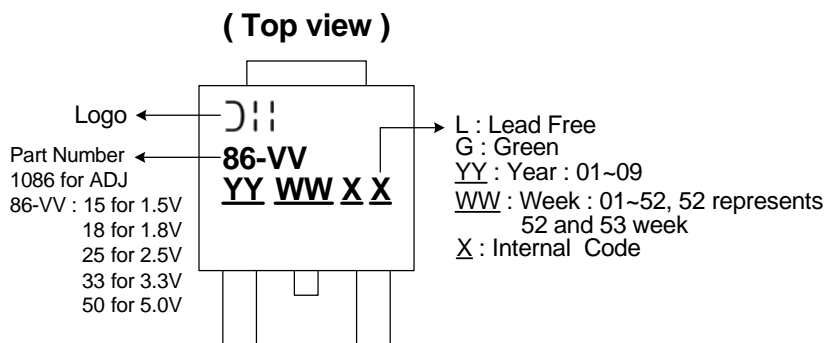 ( Top view )
Logo
Part Number
1086 for ADJ
86-VV : 15 for 1.5V
18 for 1.8V
25 for 2.5V
33 for 3.3V
50 for 5.0V
86-VV
YY WW X X
L : Lead Free
G : Green
YY : Year : 01~09
WW : Week : 01~52, 52 represents
52 and 53 week
X : Internal Code